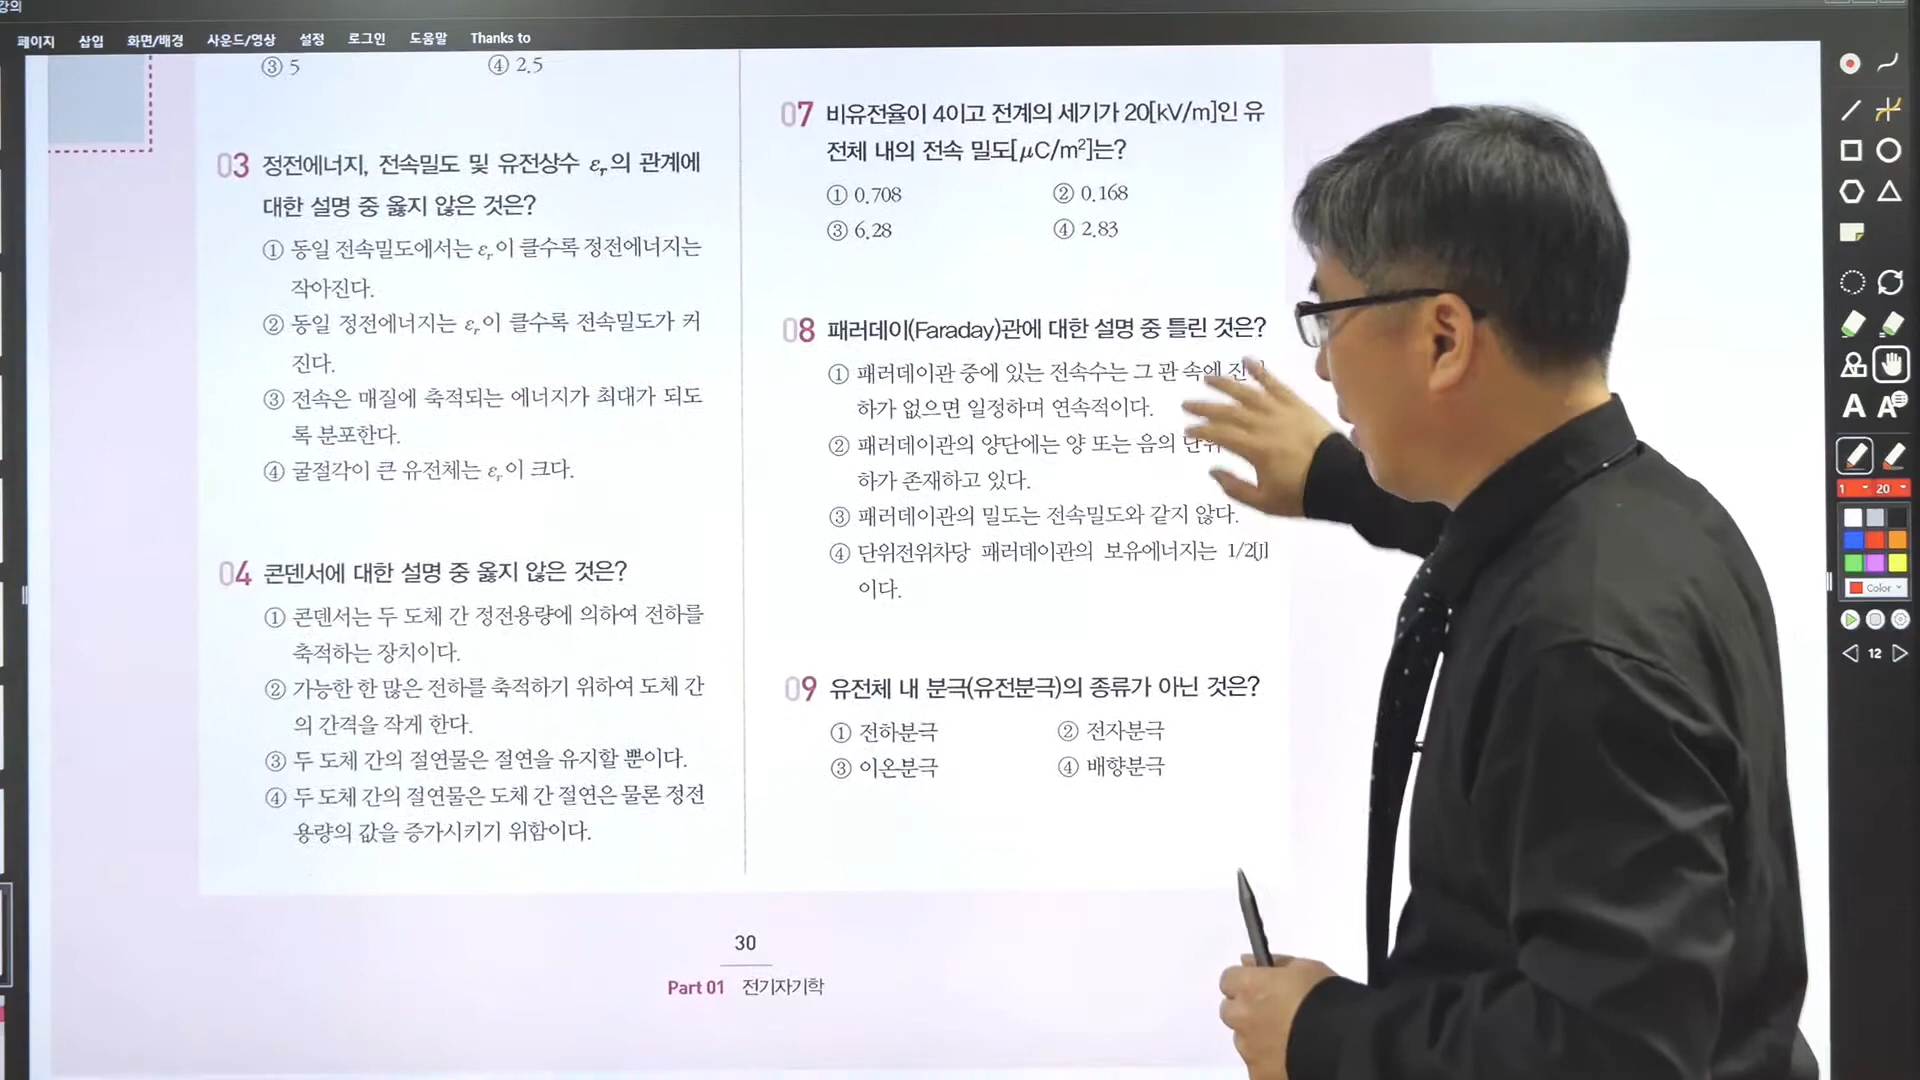 강의
페이지 삽입 화면/배경 사운드/영상 설정 로그인 도움말 Thanks to
③ 5 ④ 2.5
03 정전에너지, 전속밀도 및 유전상수 εᵣ의 관계에
대한 설명 중 옳지 않은 것은?
① 동일 전속밀도에서는 εᵣ이 클수록 정전에너지는
작아진다.
② 동일 정전에너지는 εᵣ이 클수록 전속밀도가 커
진다.
③ 전속은 매질에 축적되는 에너지가 최대가 되도
록 분포한다.
④ 굴절각이 큰 유전체는 εᵣ이 크다.
04 콘덴서에 대한 설명 중 옳지 않은 것은?
① 콘덴서는 두 도체 간 정전용량에 의하여 전하를
축적하는 장치이다.
② 가능한 한 많은 전하를 축적하기 위하여 도체 간
의 간격을 작게 한다.
③ 두 도체 간의 절연물은 절연을 유지할 뿐이다.
④ 두 도체 간의 절연물은 도체 간 절연은 물론 정전
용량의 값을 증가시키기 위함이다.
07 비유전율이 4이고 전계의 세기가 20[kV/m]인 유
전체 내의 전속 밀도[μC/m²]는?
① 0.708 ② 0.168
③ 6.28 ④ 2.83
08 패러데이(Faraday)관에 대한 설명 중 틀린 것은?
① 패러데이관 중에 있는 전속수는 그 관 속에 진
하가 없으면 일정하며 연속적이다.
② 패러데이관의 양단에는 양 또는 음의 단위
하가 존재하고 있다.
③ 패러데이관의 밀도는 전속밀도와 같지 않다.
④ 단위전위차당 패러데이관의 보유에너지는 1/2[J]
이다.
09 유전체 내 분극(유전분극)의 종류가 아닌 것은?
① 전하분극 ② 전자분극
③ 이온분극 ④ 배향분극
30
Part 01 전기자기학
A A
1 20
Color
12